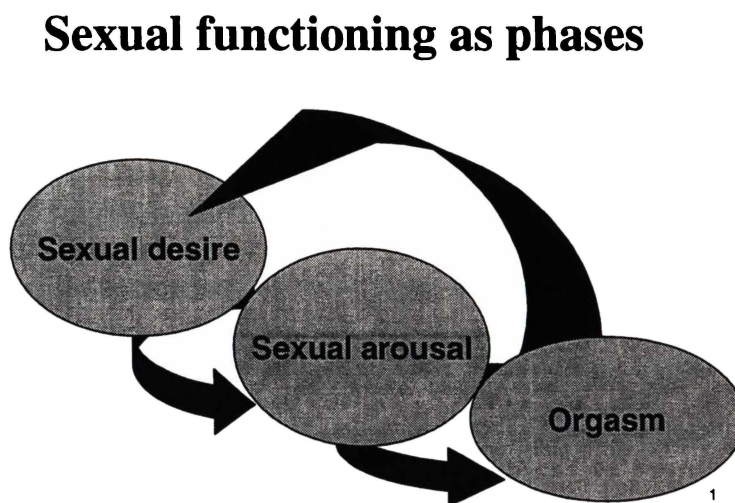 Sexual functioning as phases
Sexual desire
Sexual arousal
Orgasm
1